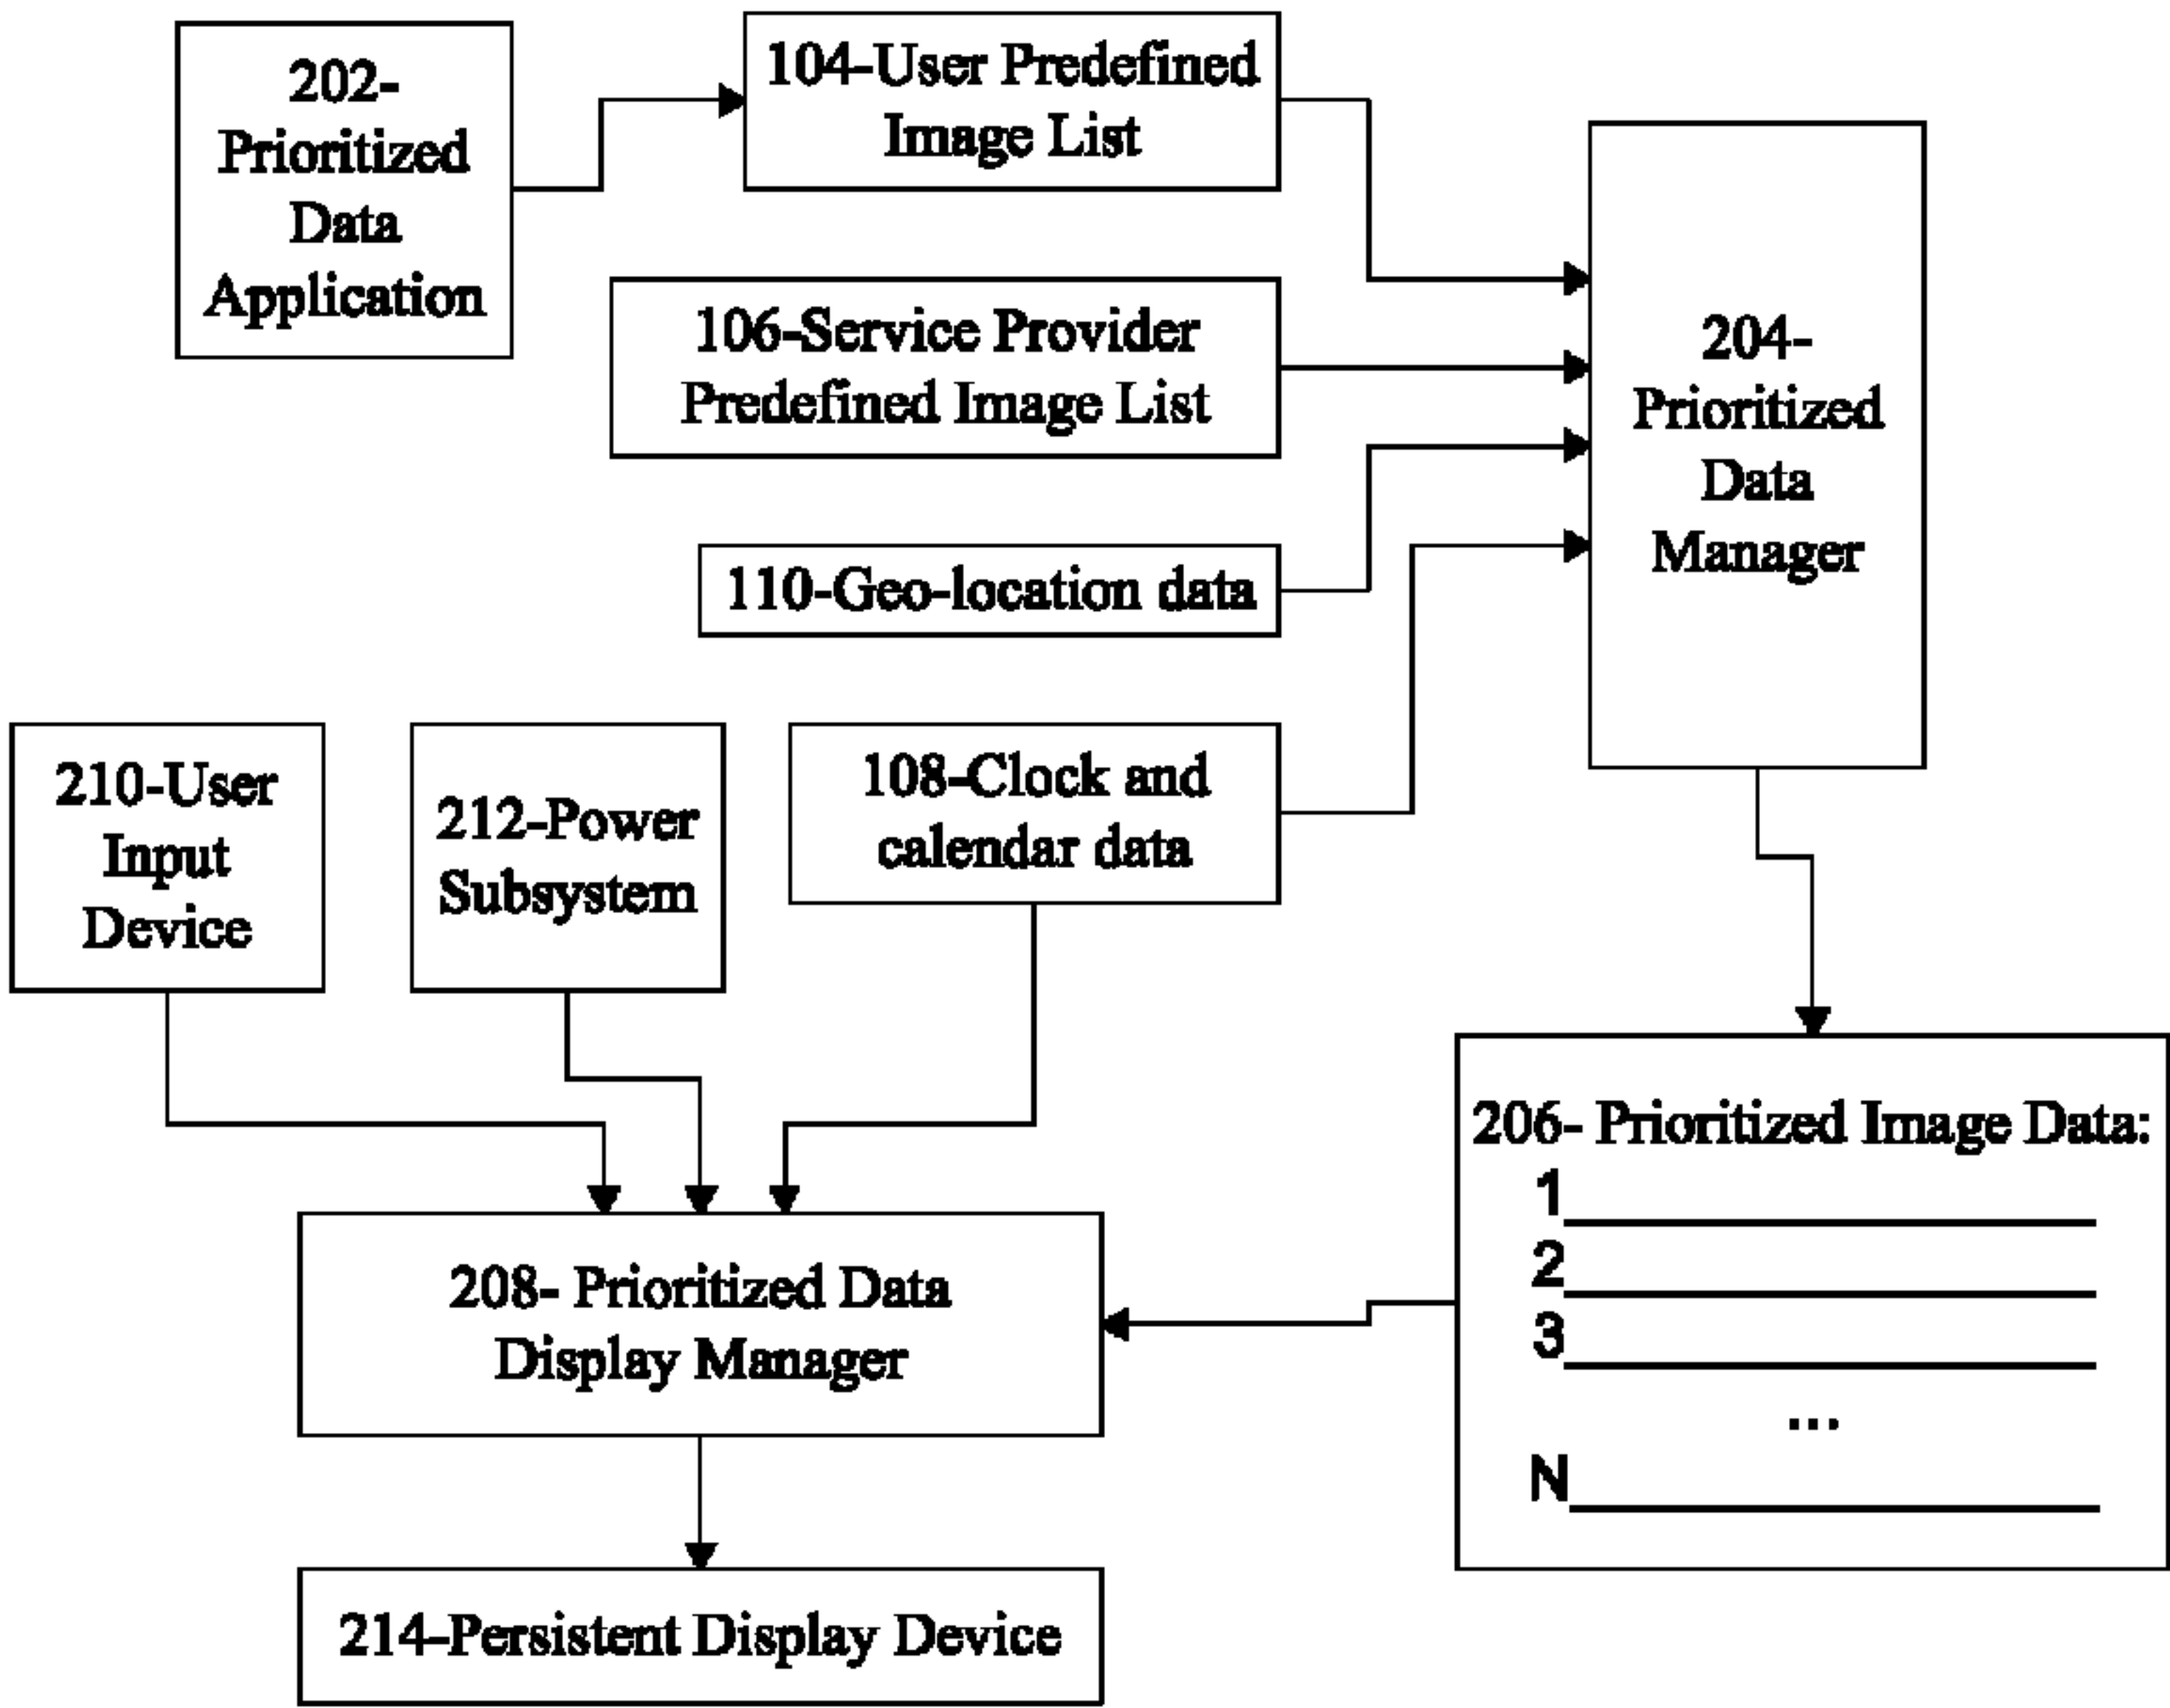 202-
Prioritized
Data
Application
104-User Predefined
Image List
106-Service Provider
Predefined Image List
110-Geo-location data
204-
Prioritized
Data
Manager
210-User
Input
Device
212-Power
Subsystem
108-Clock and
calendar data
206- Prioritized Image Data:
1
2
3
...
N
208- Prioritized Data
Display Manager
214-Persistent Display Device